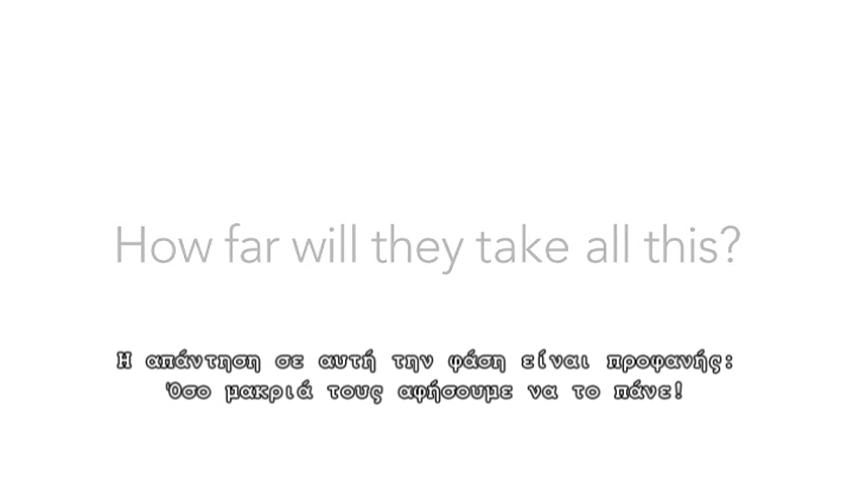 How far will they take all this?
Η απάντηση σε αυτή την φάση είναι προφανής:
Όσο μακριά τους αφήσουμε να το πάνε!